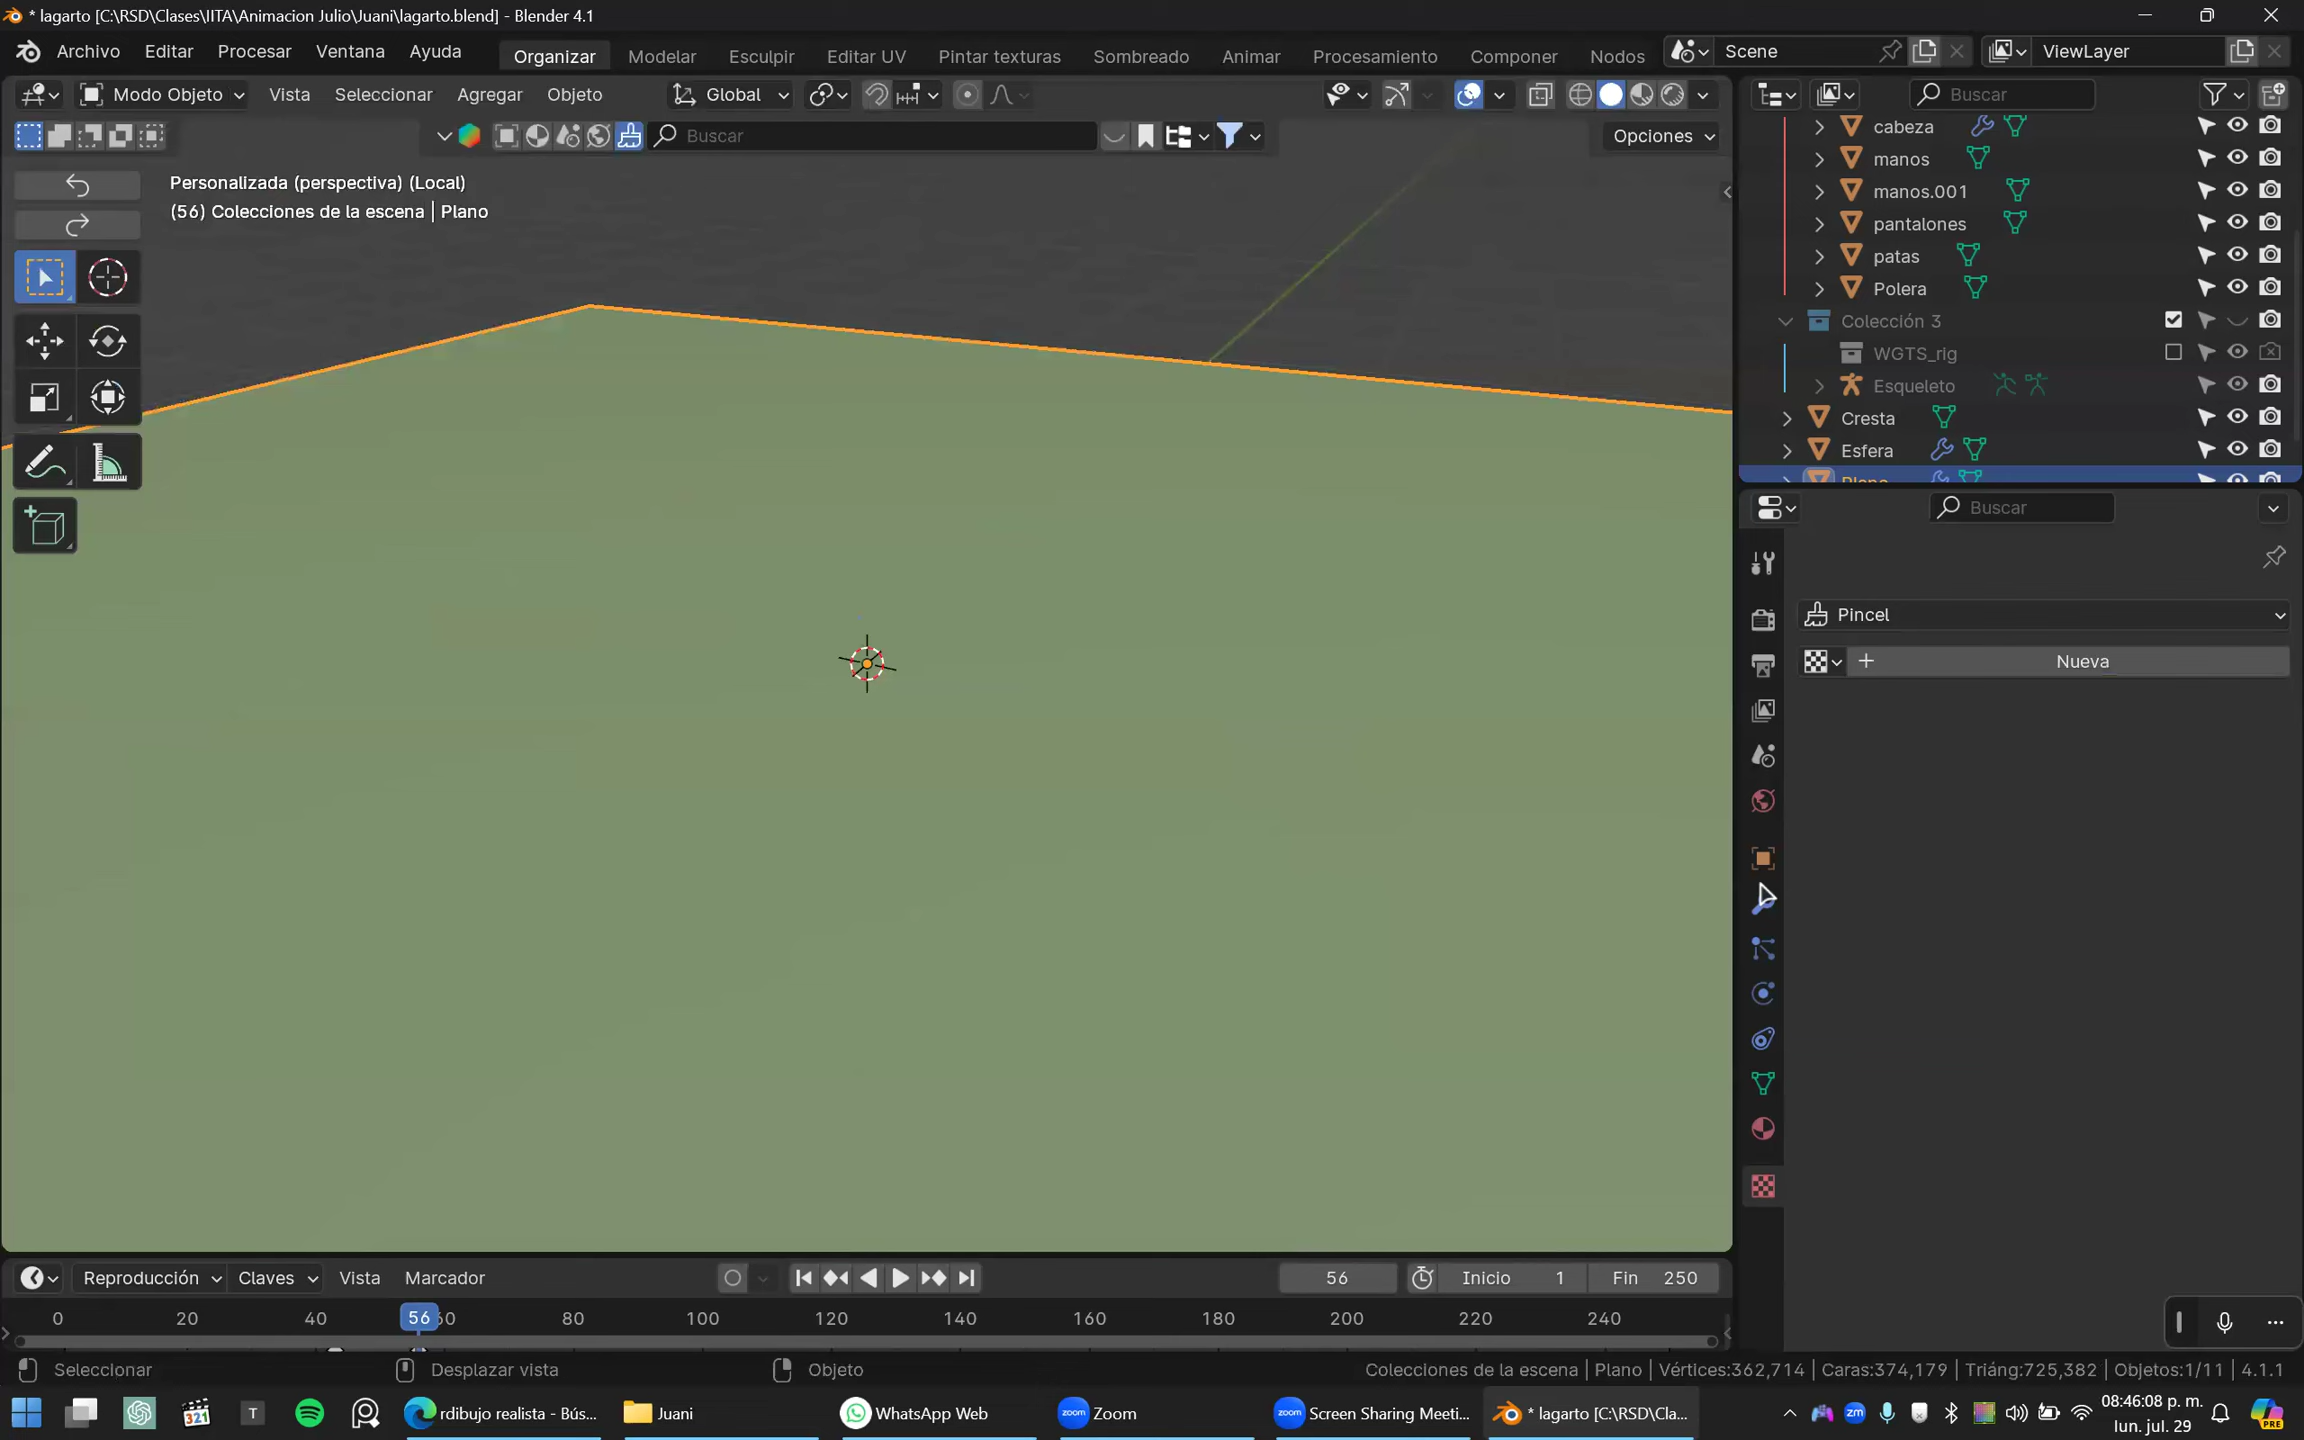 * lagarto [C:\RSD\Clases\IITA\Animacion Julio\Juani\lagarto.blend] - Blender 4.1
Archivo Editar Procesar Ventana Ayuda Organizar Modelar Esculpir Editar UV Pintar texturas Sombreado Animar Procesamiento Componer Nodos Scene ViewLayer
Modo Objeto Vista Seleccionar Agregar Objeto Global Buscar
Buscar Opciones
Personalizada (perspectiva) (Local)
(56) Colecciones de la escena | Plano
cabeza
manos
manos.001
pantalones
patas
Polera
Colección 3
WGTS_rig
Esqueleto
Cresta
Esfera
Plano
Buscar
Pincel
Nueva
Reproducción Claves Vista Marcador 56 Inicio 1 Fin 250
0 20 40 56 60 80 100 120 140 160 180 200 220 240
Seleccionar Desplazar vista Objeto Colecciones de la escena | Plano | Vértices:362,714 | Caras:374,179 | Triáng:725,382 | Objetos:1/11 | 4.1.1
rdibujo realista - Bús... Juani WhatsApp Web zoom Zoom zoom Screen Sharing Meeti... * lagarto [C:\RSD\Cla... zm 08:46:08 p. m.
lun. jul. 29
321
T
PRE